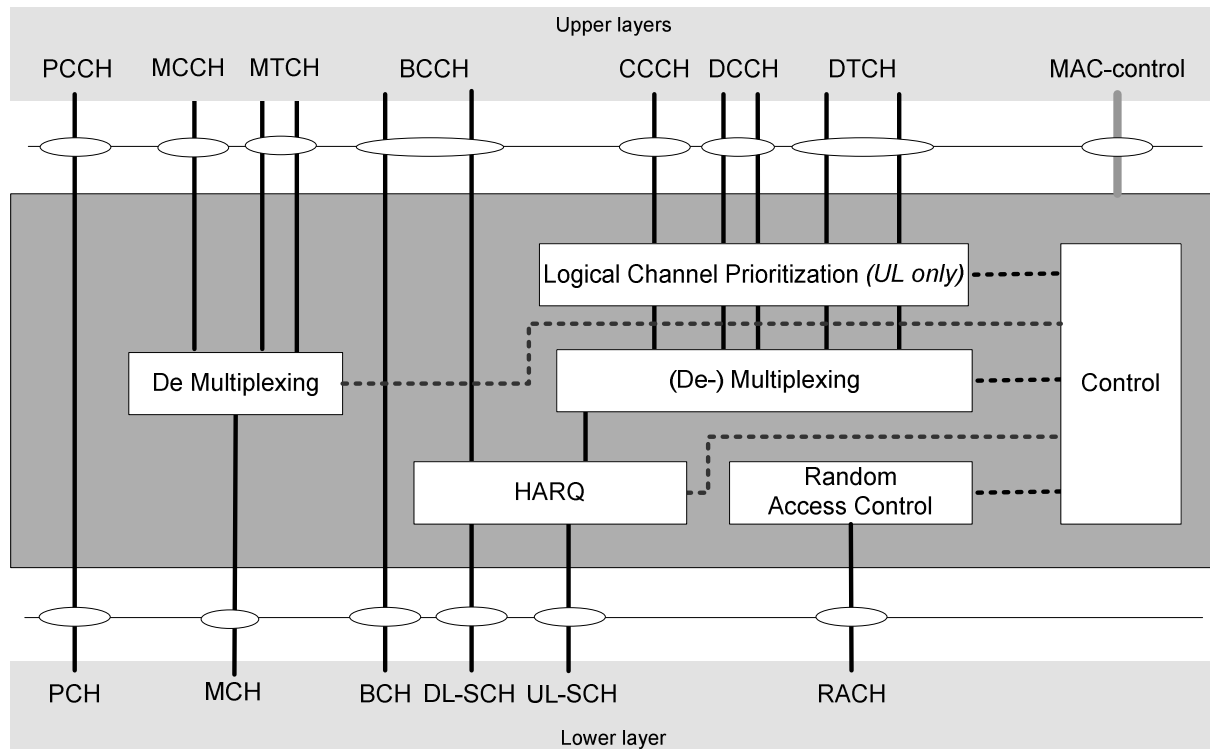 Upper layers
PCCH MCCH MTCH BCCH CCCH DCCH DTCH MAC-control
Logical Channel Prioritization (UL only)
De Multiplexing
(De-) Multiplexing
Control
HARQ
Random
Access Control
PCH MCH BCH DL-SCH UL-SCH RACH
Lower layer